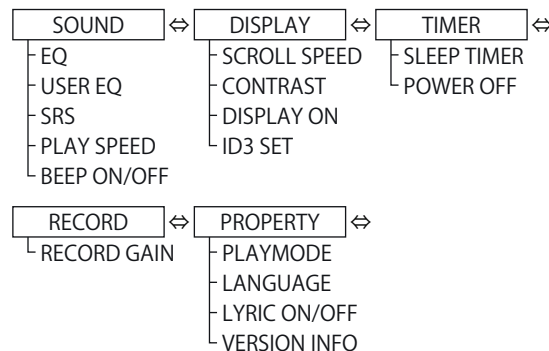 SOUND ⇔ DISPLAY ⇔ TIMER ⇔
EQ
USER EQ
SRS
PLAY SPEED
BEEP ON/OFF
SCROLL SPEED
CONTRAST
DISPLAY ON
ID3 SET
SLEEP TIMER
POWER OFF
RECORD ⇔ PROPERTY ⇔
RECORD GAIN
PLAYMODE
LANGUAGE
LYRIC ON/OFF
VERSION INFO